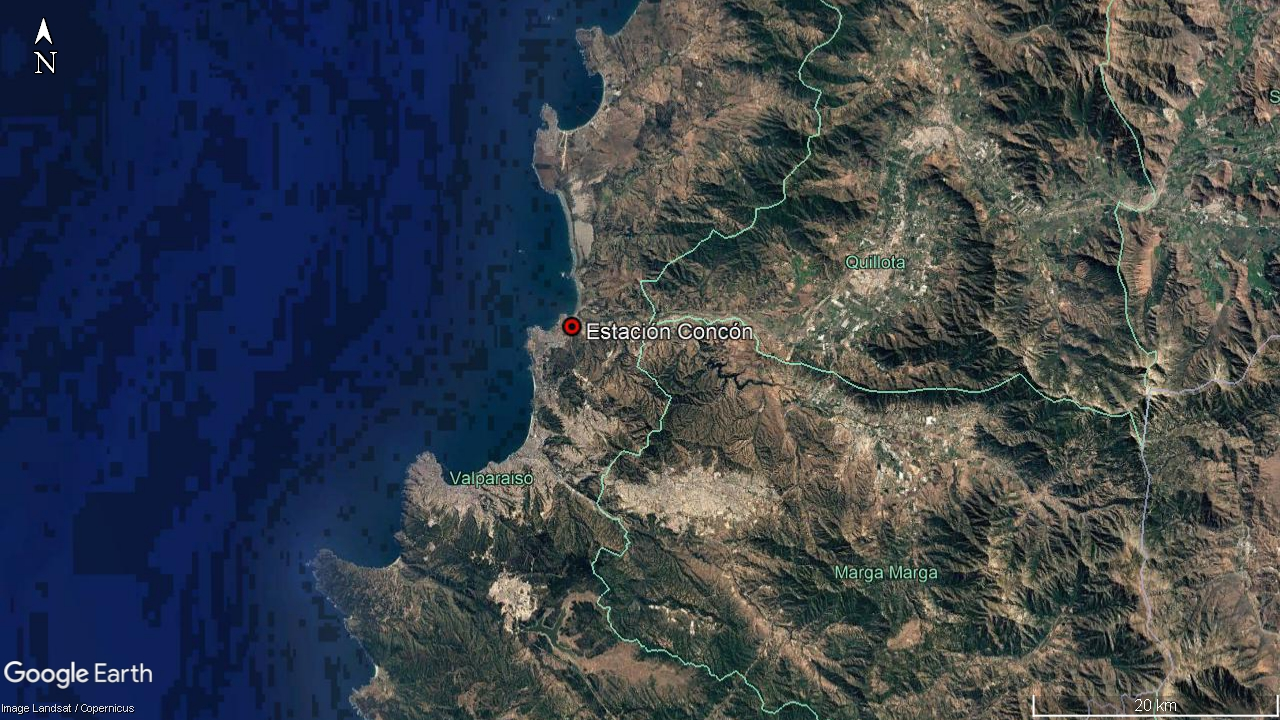 N
S
Quillota
Estación Concón
Valparaíso
Marga Marga
Google Earth
20 km
Image Landsat / Copernicus